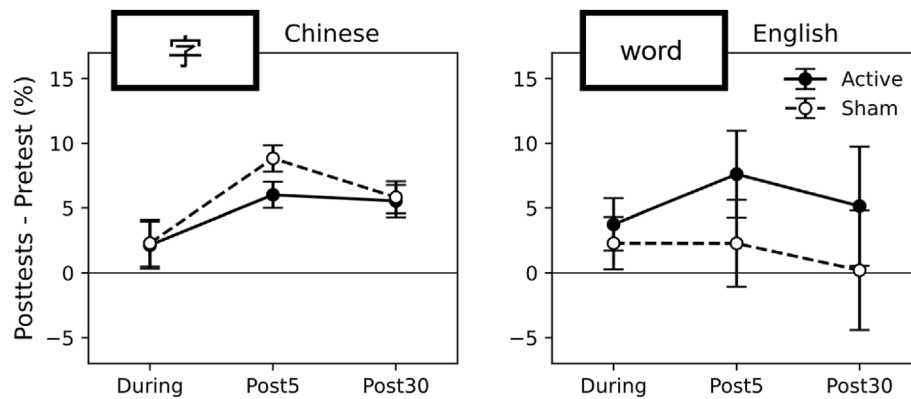 字
Chinese
word
English
Active
Sham
Posttests - Pretest (%)
15
10
5
0
−5
During Post5 Post30
15
10
5
0
−5
During Post5 Post30